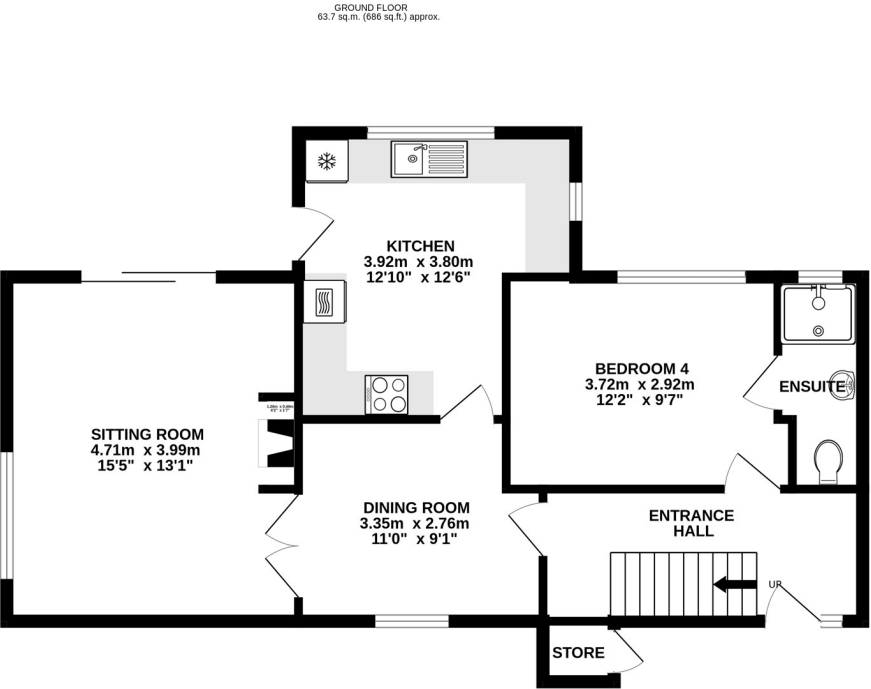 GROUND FLOOR
63.7 sq.m. (686 sq.ft.) approx.
KITCHEN
3.92m x 3.80m
12'10" x 12'6"
BEDROOM 4
3.72m x 2.92m
12'2" x 9'7"
ENSUITE
SITTING ROOM
4.71m x 3.99m
15'5" x 13'1"
DINING ROOM
3.35m x 2.76m
11'0" x 9'1"
ENTRANCE
HALL
UP
STORE